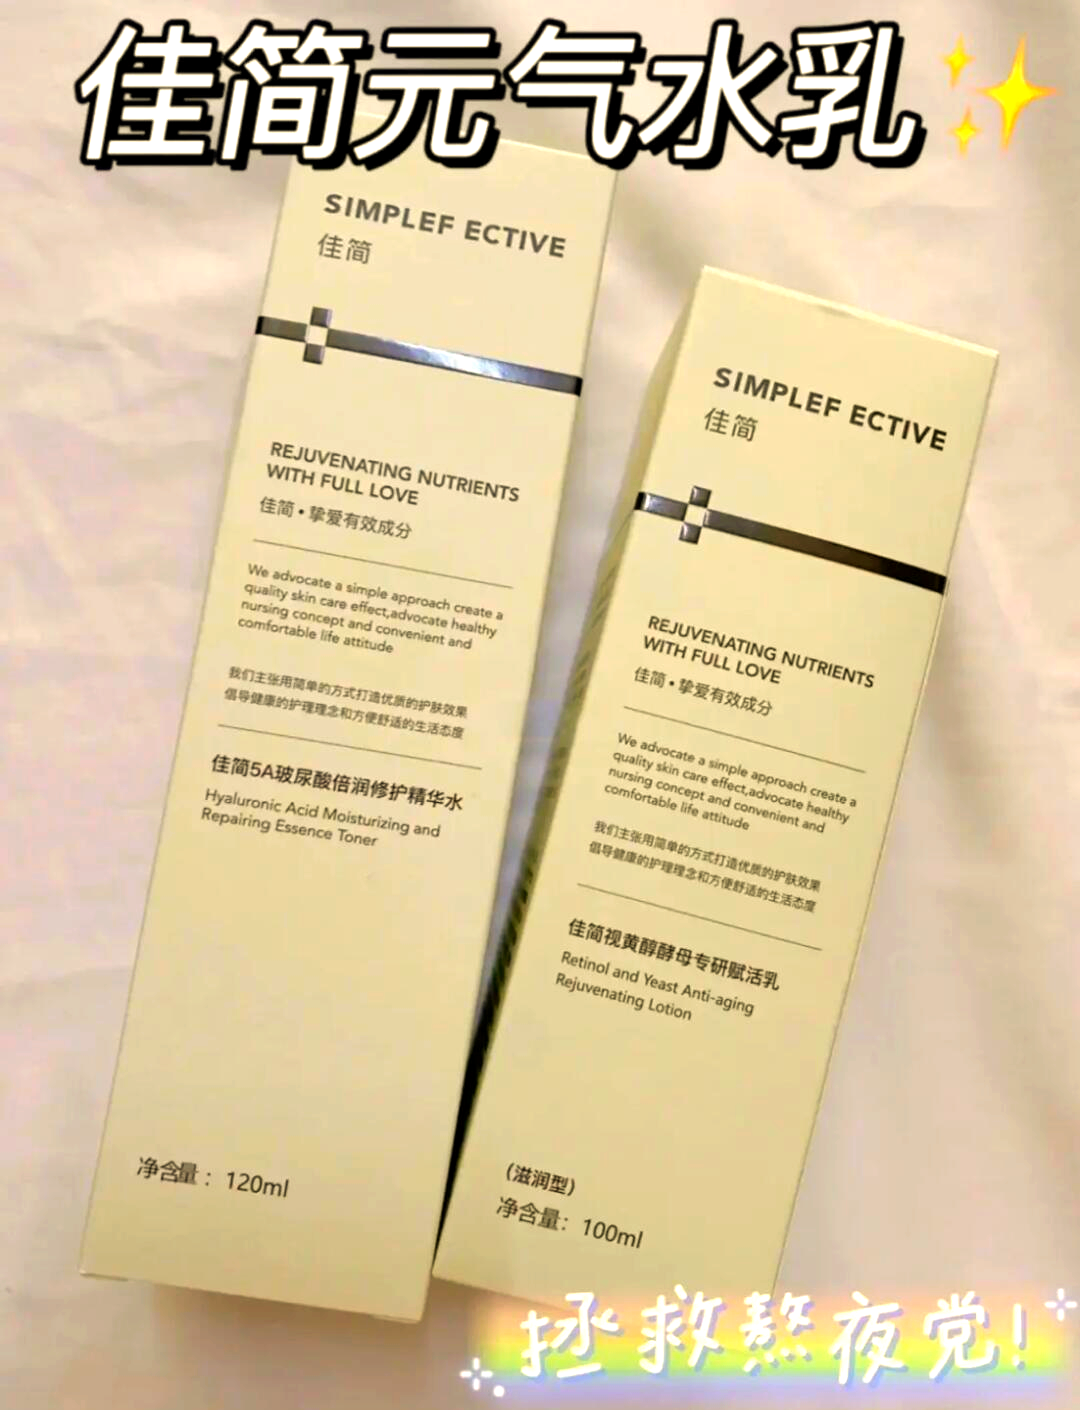 佳简元气水乳
SIMPLEF ECTIVE
佳简
REJUVENATING NUTRIENTS
WITH FULL LOVE
佳简•挚爱有效成分
We advocate a simple approach create a
quality skin care effect,advocate healthy
nursing concept and convenient and
comfortable life attitude
我们主张用简单的方式打造优质的护肤效果
倡导健康的护理理念和方便舒适的生活态度
佳简5A玻尿酸倍润修护精华水
Hyaluronic Acid Moisturizing and
Repairing Essence Toner
净含量：120ml
SIMPLEF ECTIVE
佳简
REJUVENATING NUTRIENTS
WITH FULL LOVE
佳简•挚爱有效成分
We advocate a simple approach create a
quality skin care effect,advocate healthy
nursing concept and convenient and
comfortable life attitude
我们主张用简单的方式打造优质的护肤效果
倡导健康的护理理念和方便舒适的生活态度
佳简视黄醇酵母专研赋活乳
Retinol and Yeast Anti-aging
Rejuvenating Lotion
(滋润型)
净含量：100ml
拯救熬夜党!